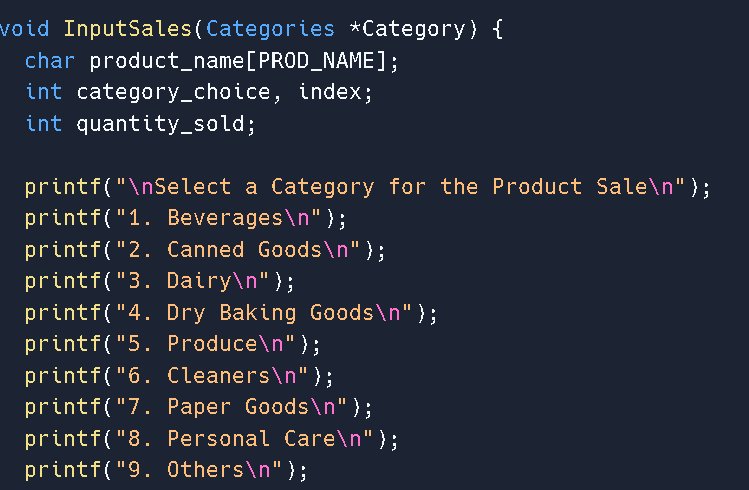 void InputSales(Categories *Category) {
  char product_name[PROD_NAME];
  int category_choice, index;
  int quantity_sold;

  printf("\nSelect a Category for the Product Sale\n");
  printf("1. Beverages\n");
  printf("2. Canned Goods\n");
  printf("3. Dairy\n");
  printf("4. Dry Baking Goods\n");
  printf("5. Produce\n");
  printf("6. Cleaners\n");
  printf("7. Paper Goods\n");
  printf("8. Personal Care\n");
  printf("9. Others\n");